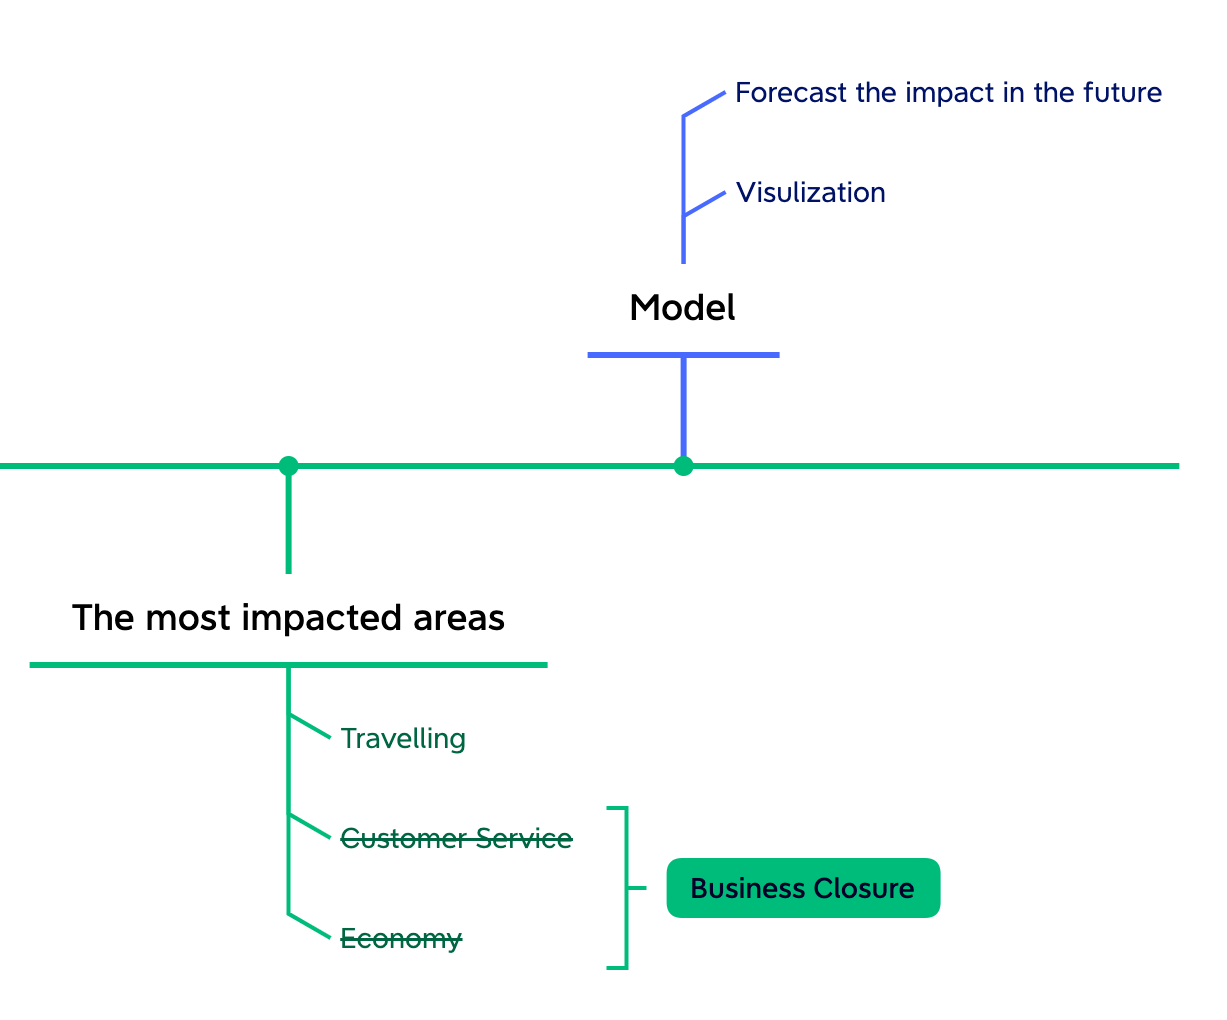 Forecast the impact in the future
Visulization
Model
The most impacted areas
Travelling
Customer Service
Economy
Business Closure